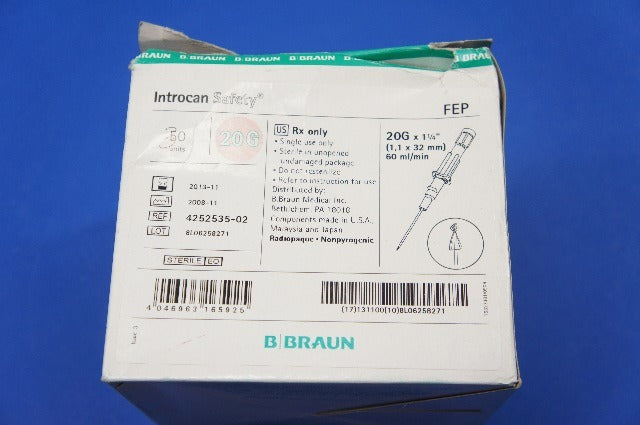 B BRAUN B BRAUN B BRAUN B BRAUN B BRAUN
Introcan Safety®
FEP
50
units
20G
US Rx only
• Single use only
• Sterile in unopened
undamaged package
• Do not resterilize
• Refer to instruction for use
Distributed by:
B.Braun Medical Inc.
Bethlehem, PA 18018
Components made in U.S.A.,
Malaysia and Japan
Radiopaque • Nonpyrogenic
20G x 1¼"
(1,1 x 32 mm)
60 ml/min
2013-11
2008-11
REF 4252535-02
LOT 8L06258271
STERILE EO
4 046963 165925
(17)131100(10)8L06258271
B|BRAUN